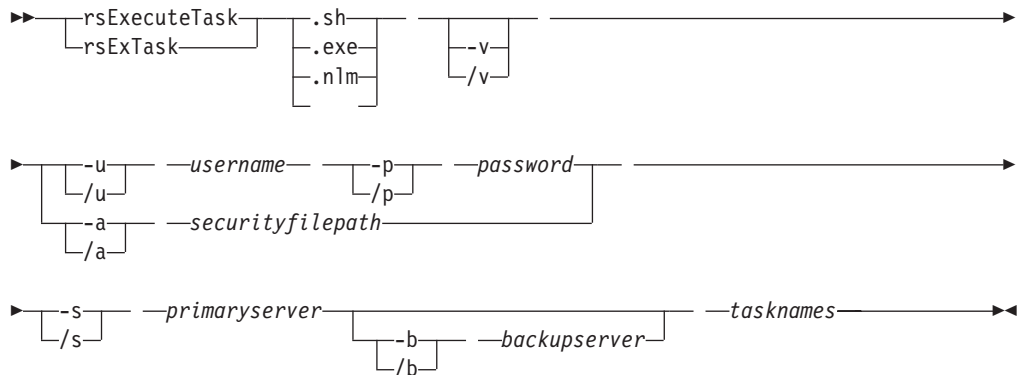 rsExecuteTask .sh
rsExTask .exe -v
.nlm /v
-u username -p password
/u /p
-a securityfilepath
/a
-s primaryserver tasknames
/s -b backupserver
/b